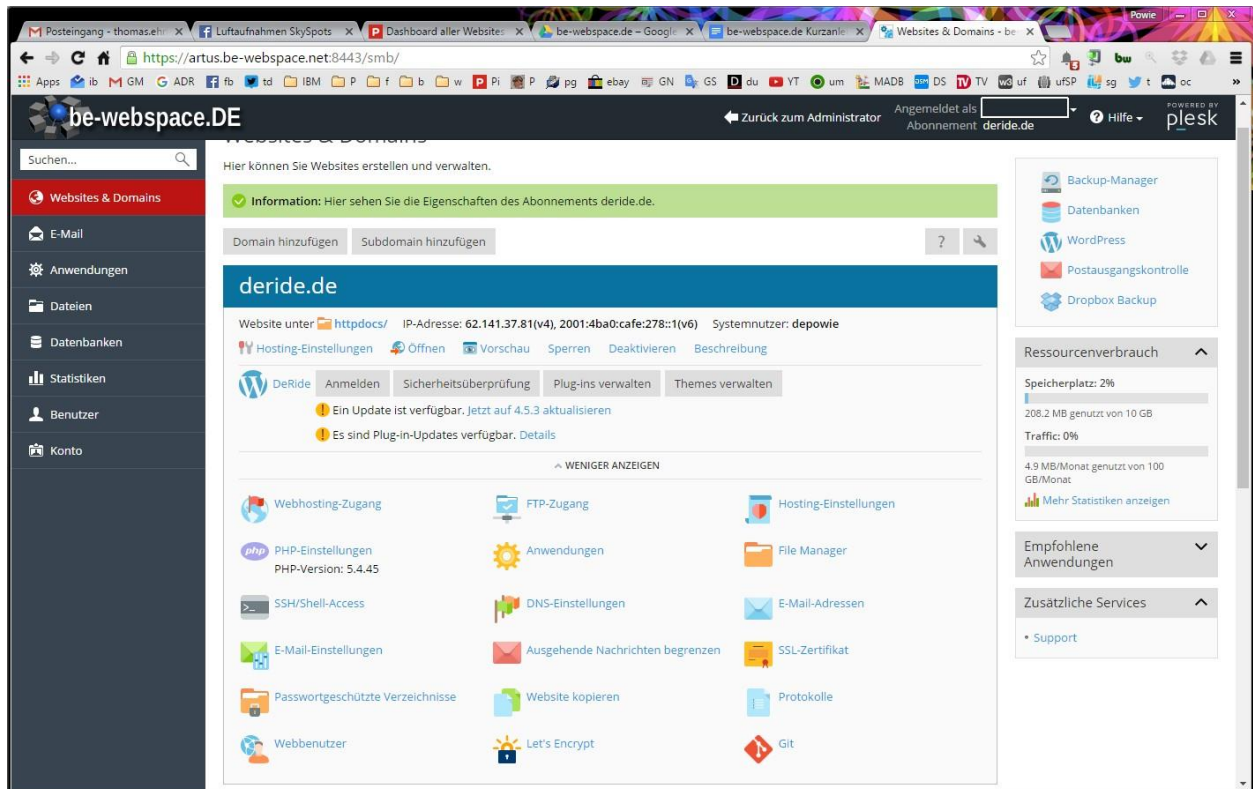 Powie
Posteingang - thomas.ehr
Luftaufnahmen SkySpots
Dashboard aller Websites
be-webspace.de – Google
be-webspace.de Kurzanle
Websites & Domains - be
https://artus.be-webspace.net:8443/smb/
Apps ib GM G ADR fb td IBM P f b w Pi P pg ebay GN GS du YT um MADB DS TV uf ufSP sg t oc »
be-webspace.DE
Zurück zum Administrator
Angemeldet als
Abonnement deride.de
Hilfe
POWERED BY
plesk
Suchen...
Websites & Domains
E-Mail
Anwendungen
Dateien
Datenbanken
Statistiken
Benutzer
Konto
Websites & Domains
Hier können Sie Websites erstellen und verwalten.
Information: Hier sehen Sie die Eigenschaften des Abonnements deride.de.
Domain hinzufügen Subdomain hinzufügen ?
deride.de
Website unter httpdocs/ IP-Adresse: 62.141.37.81(v4), 2001:4ba0:cafe:278::1(v6) Systemnutzer: depowie
Hosting-Einstellungen Öffnen Vorschau Sperren Deaktivieren Beschreibung
DeRide Anmelden Sicherheitsüberprüfung Plug-ins verwalten Themes verwalten
Ein Update ist verfügbar. Jetzt auf 4.5.3 aktualisieren
Es sind Plug-in-Updates verfügbar. Details
WENIGER ANZEIGEN
Webhosting-Zugang FTP-Zugang Hosting-Einstellungen
PHP-Einstellungen Anwendungen File Manager
PHP-Version: 5.4.45
SSH/Shell-Access DNS-Einstellungen E-Mail-Adressen
E-Mail-Einstellungen Ausgehende Nachrichten begrenzen SSL-Zertifikat
Passwortgeschützte Verzeichnisse Website kopieren Protokolle
Webbenutzer Let's Encrypt Git
Backup-Manager
Datenbanken
WordPress
Postausgangskontrolle
Dropbox Backup
Ressourcenverbrauch
Speicherplatz: 2%
208.2 MB genutzt von 10 GB
Traffic: 0%
4.9 MB/Monat genutzt von 100
GB/Monat
Mehr Statistiken anzeigen
Empfohlene
Anwendungen
Zusätzliche Services
• Support